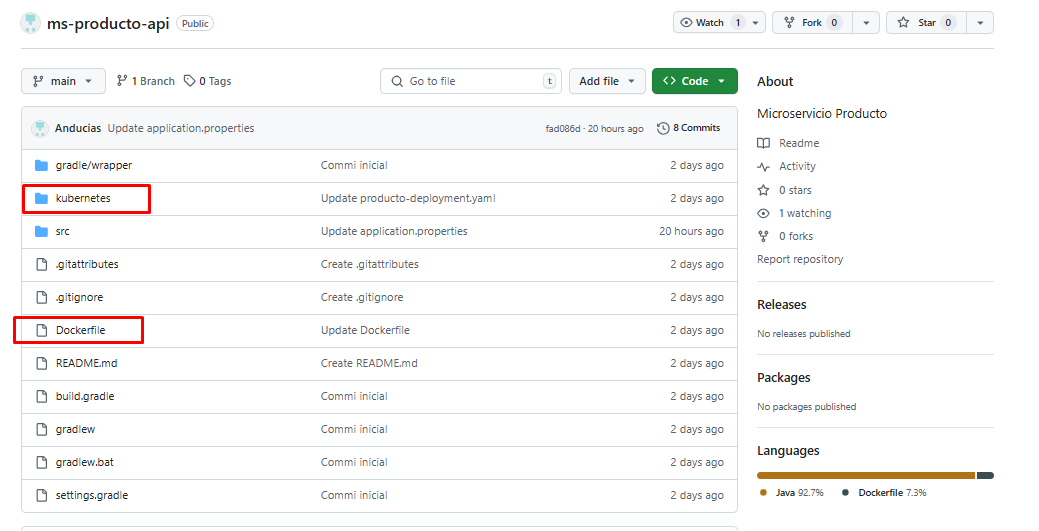 ms-producto-api Public Watch 1 Fork 0 Star 0
main 1 Branch 0 Tags Go to file t Add file Code
Anducias Update application.properties fad086d · 20 hours ago 8 Commits
gradle/wrapper Commi inicial 2 days ago
kubernetes Update producto-deployment.yaml 2 days ago
src Update application.properties 20 hours ago
.gitattributes Create .gitattributes 2 days ago
.gitignore Create .gitignore 2 days ago
Dockerfile Update Dockerfile 2 days ago
README.md Create README.md 2 days ago
build.gradle Commi inicial 2 days ago
gradlew Commi inicial 2 days ago
gradlew.bat Commi inicial 2 days ago
settings.gradle Commi inicial 2 days ago
About
Microservicio Producto
Readme
Activity
0 stars
1 watching
0 forks
Report repository
Releases
No releases published
Packages
No packages published
Languages
Java 92.7% Dockerfile 7.3%